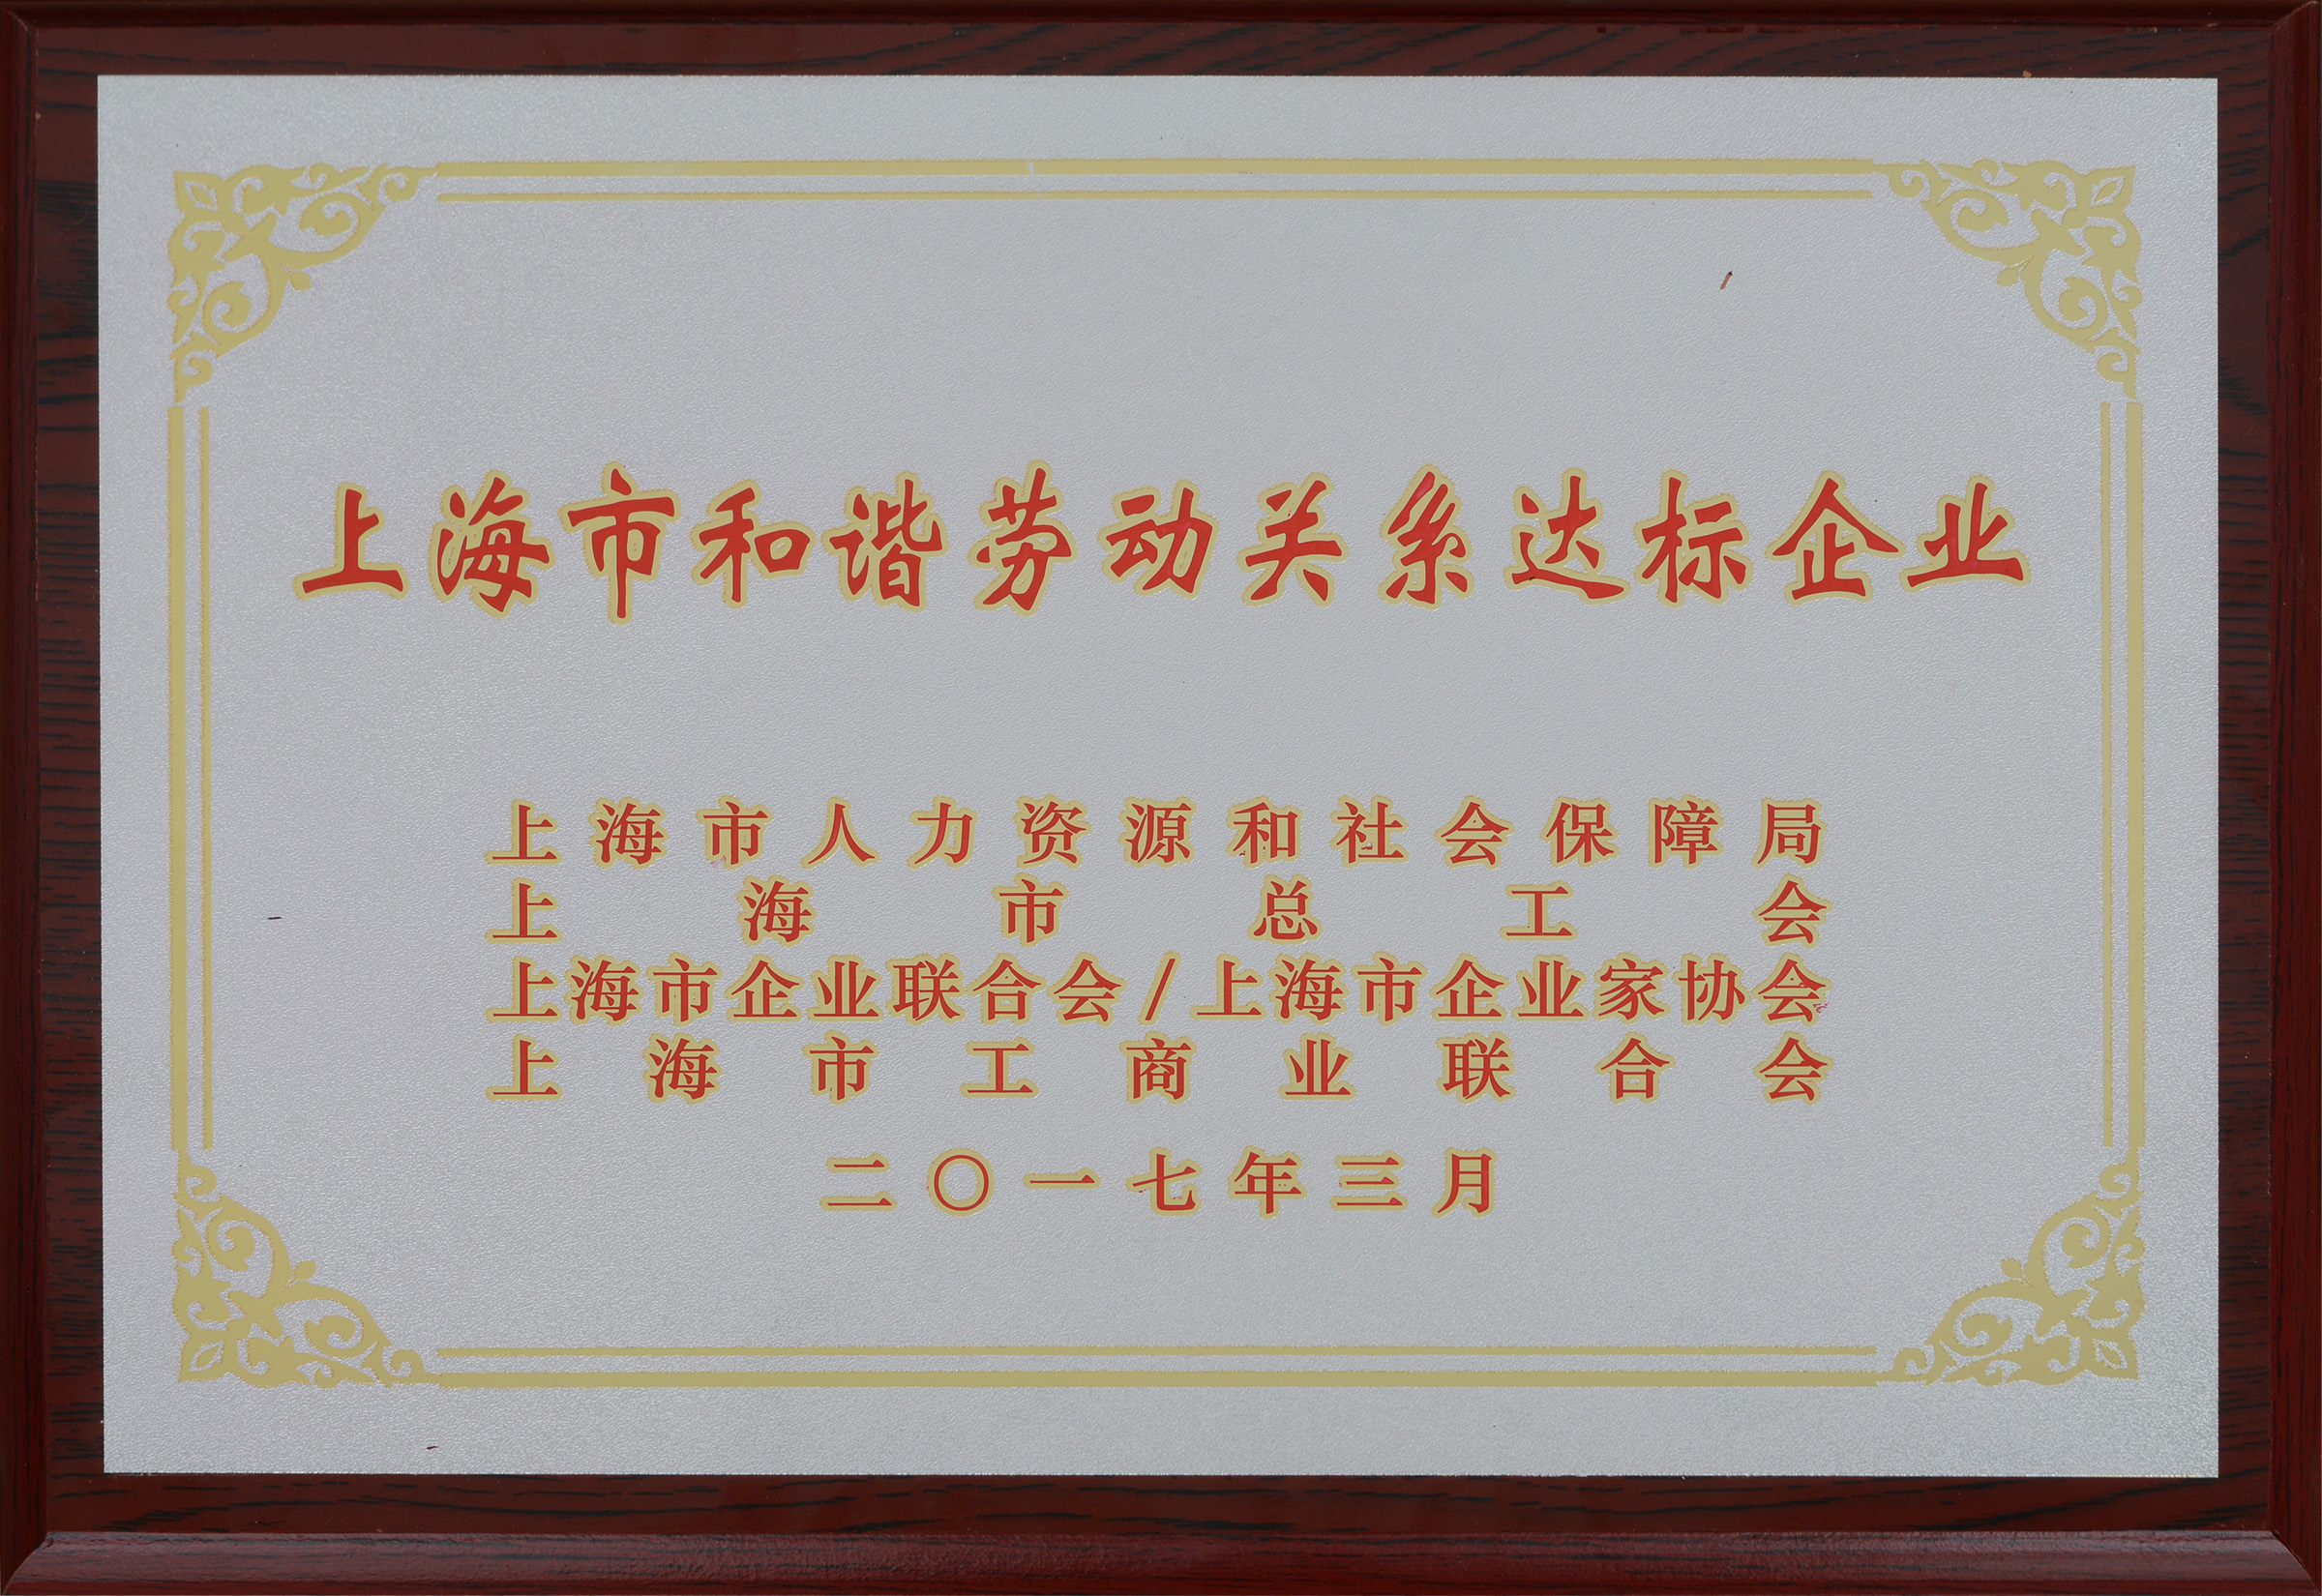 上海市和谐劳动关系达标企业
上海市人力资源和社会保障局
上海市总工会
上海市企业联合会/上海市企业家协会
上海市工商业联合会
二〇一七年三月